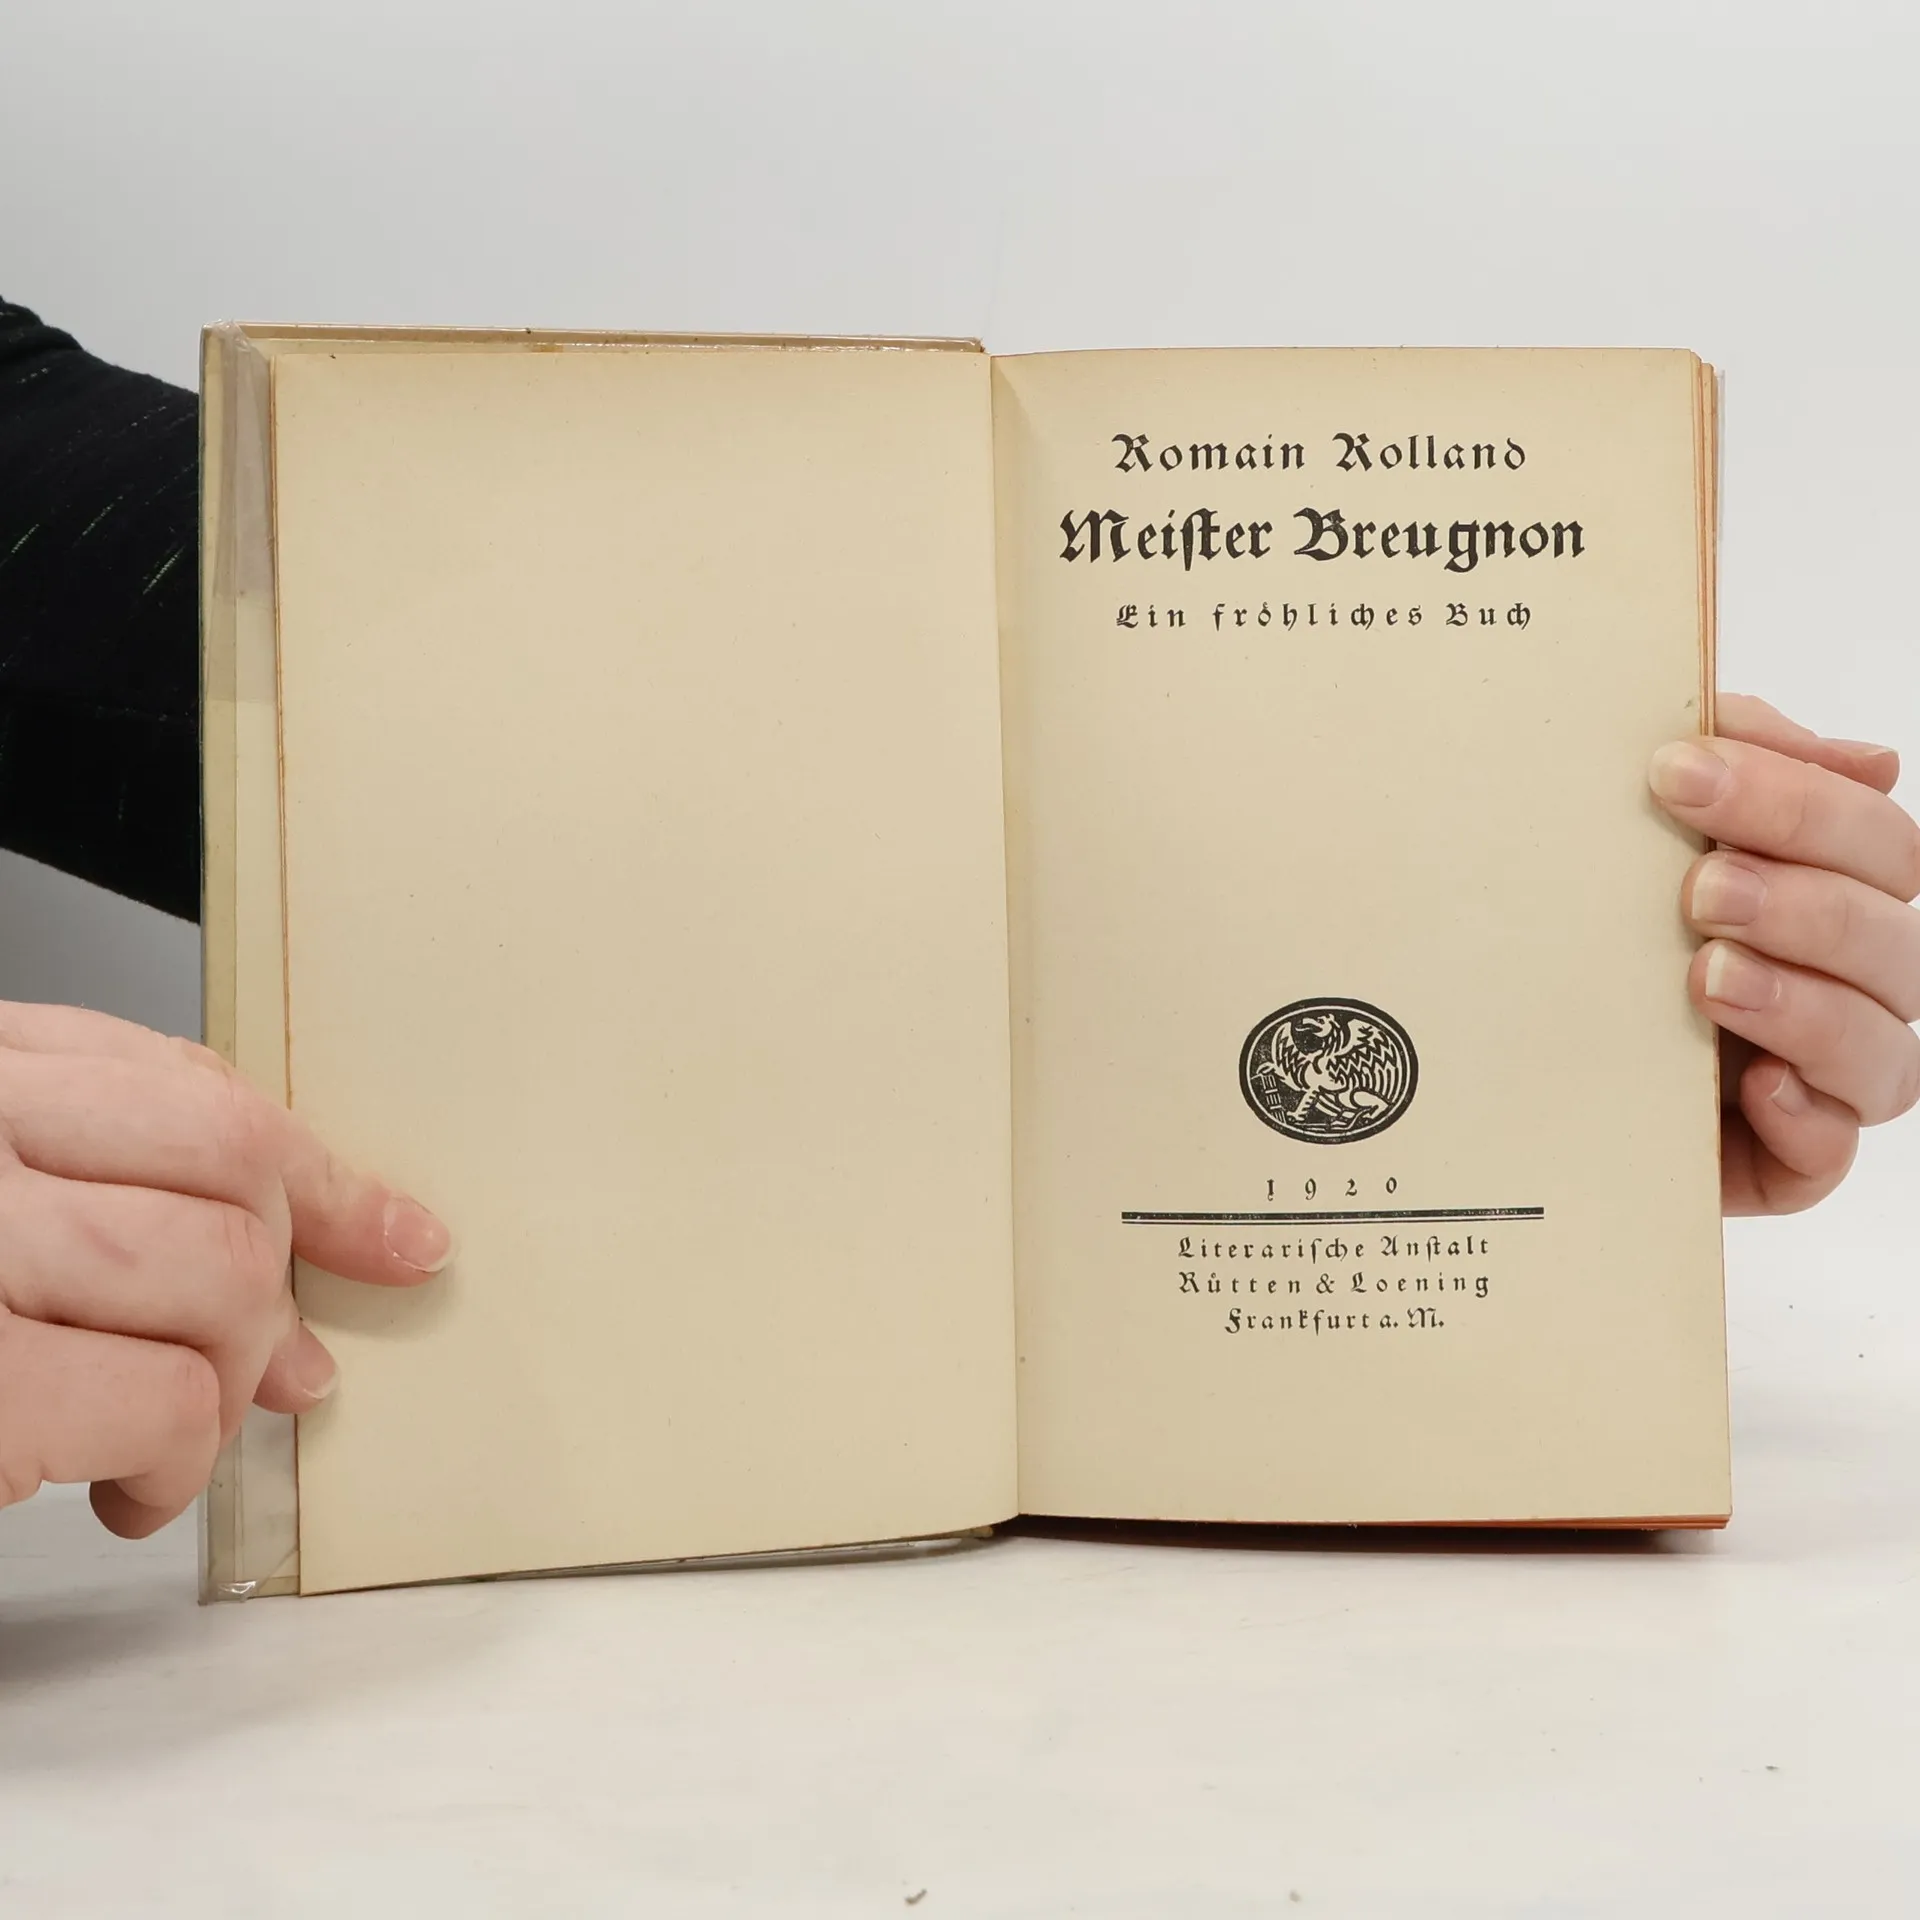 Romain Rolland
Meiſter Breugnon
Ein fröhliches Buch
1920
Literariſche Anſtalt
Rütten & Loening
Frankfurt a. M.